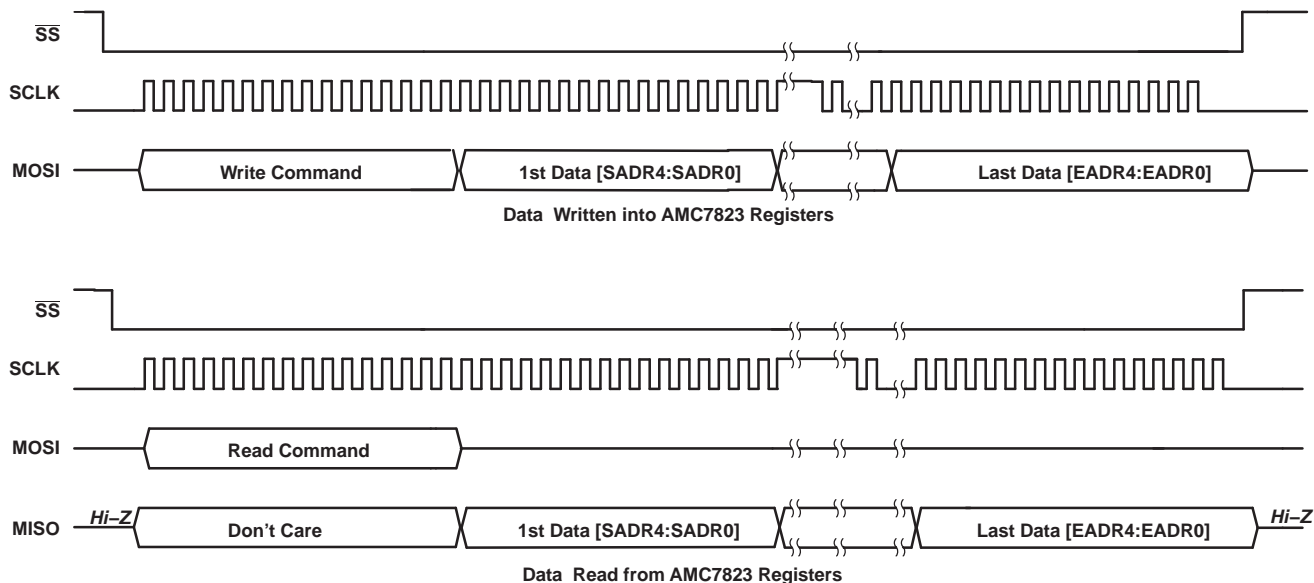 SS
SCLK
MOSI Write Command 1st Data [SADR4:SADR0] Last Data [EADR4:EADR0]
Data Written into AMC7823 Registers
SS
SCLK
MOSI Read Command
MISO Hi–Z Don't Care 1st Data [SADR4:SADR0] Last Data [EADR4:EADR0] Hi–Z
Data Read from AMC7823 Registers